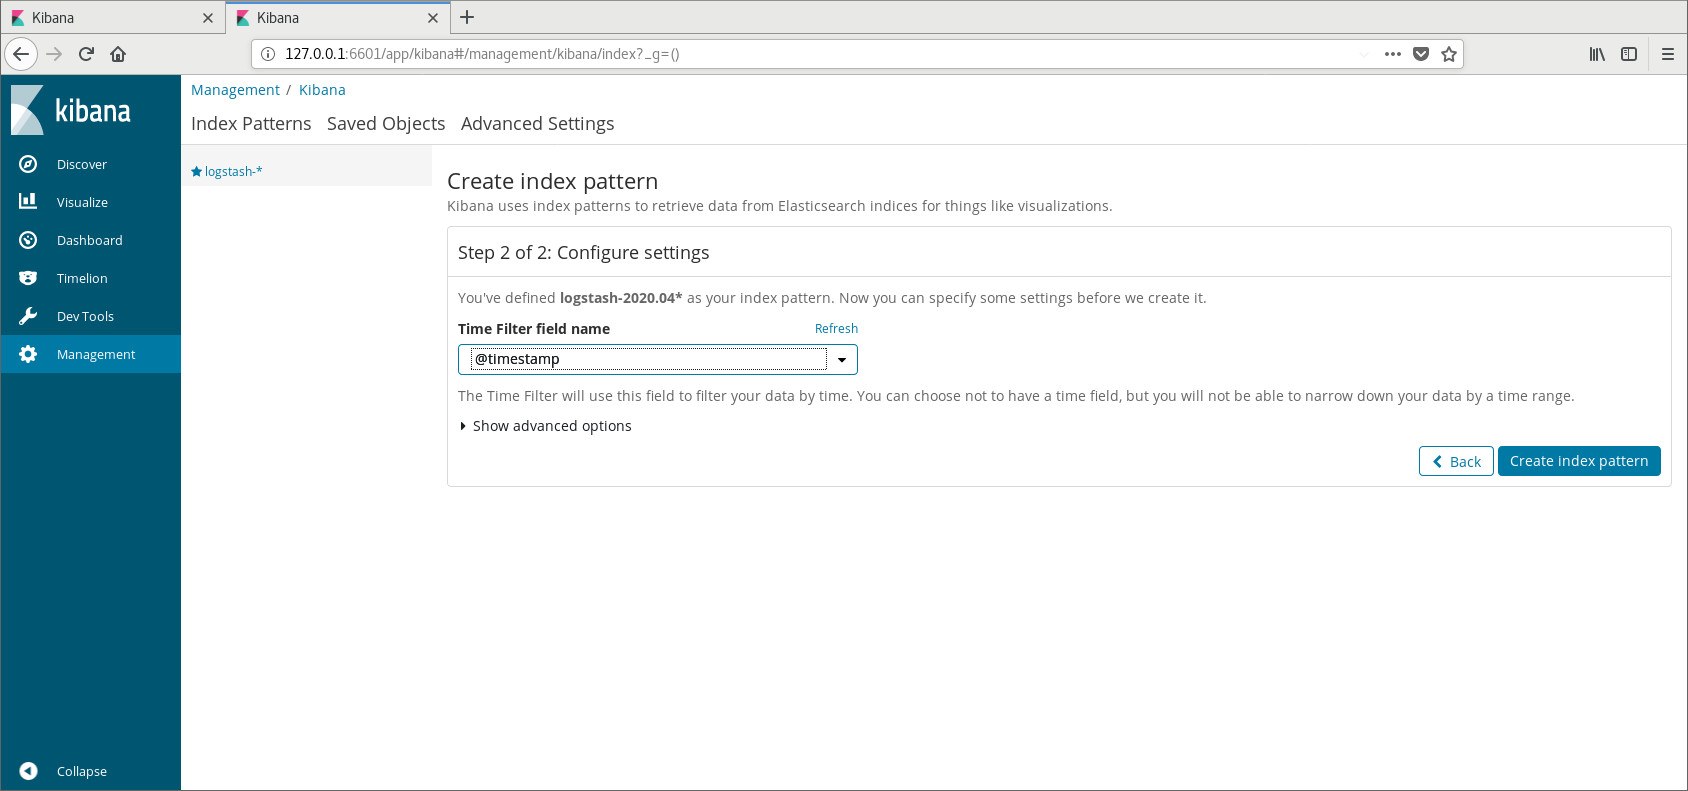 Kibana
Kibana
127.0.0.1:6601/app/kibana#/management/kibana/index?_g=()
kibana
Discover
Visualize
Dashboard
Timelion
Dev Tools
Management
Collapse
Management / Kibana
Index Patterns Saved Objects Advanced Settings
logstash-*
Create index pattern
Kibana uses index patterns to retrieve data from Elasticsearch indices for things like visualizations.
Step 2 of 2: Configure settings
You've defined logstash-2020.04* as your index pattern. Now you can specify some settings before we create it.
Time Filter field name Refresh
@timestamp
The Time Filter will use this field to filter your data by time. You can choose not to have a time field, but you will not be able to narrow down your data by a time range.
Show advanced options
Back Create index pattern